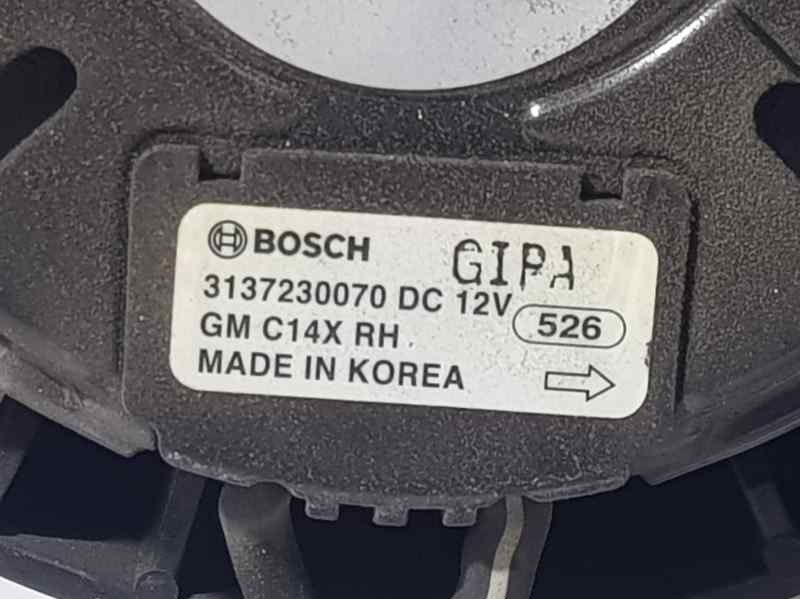 BOSCH GIPA
3137230070 DC 12V
526
GM C14X RH
MADE IN KOREA